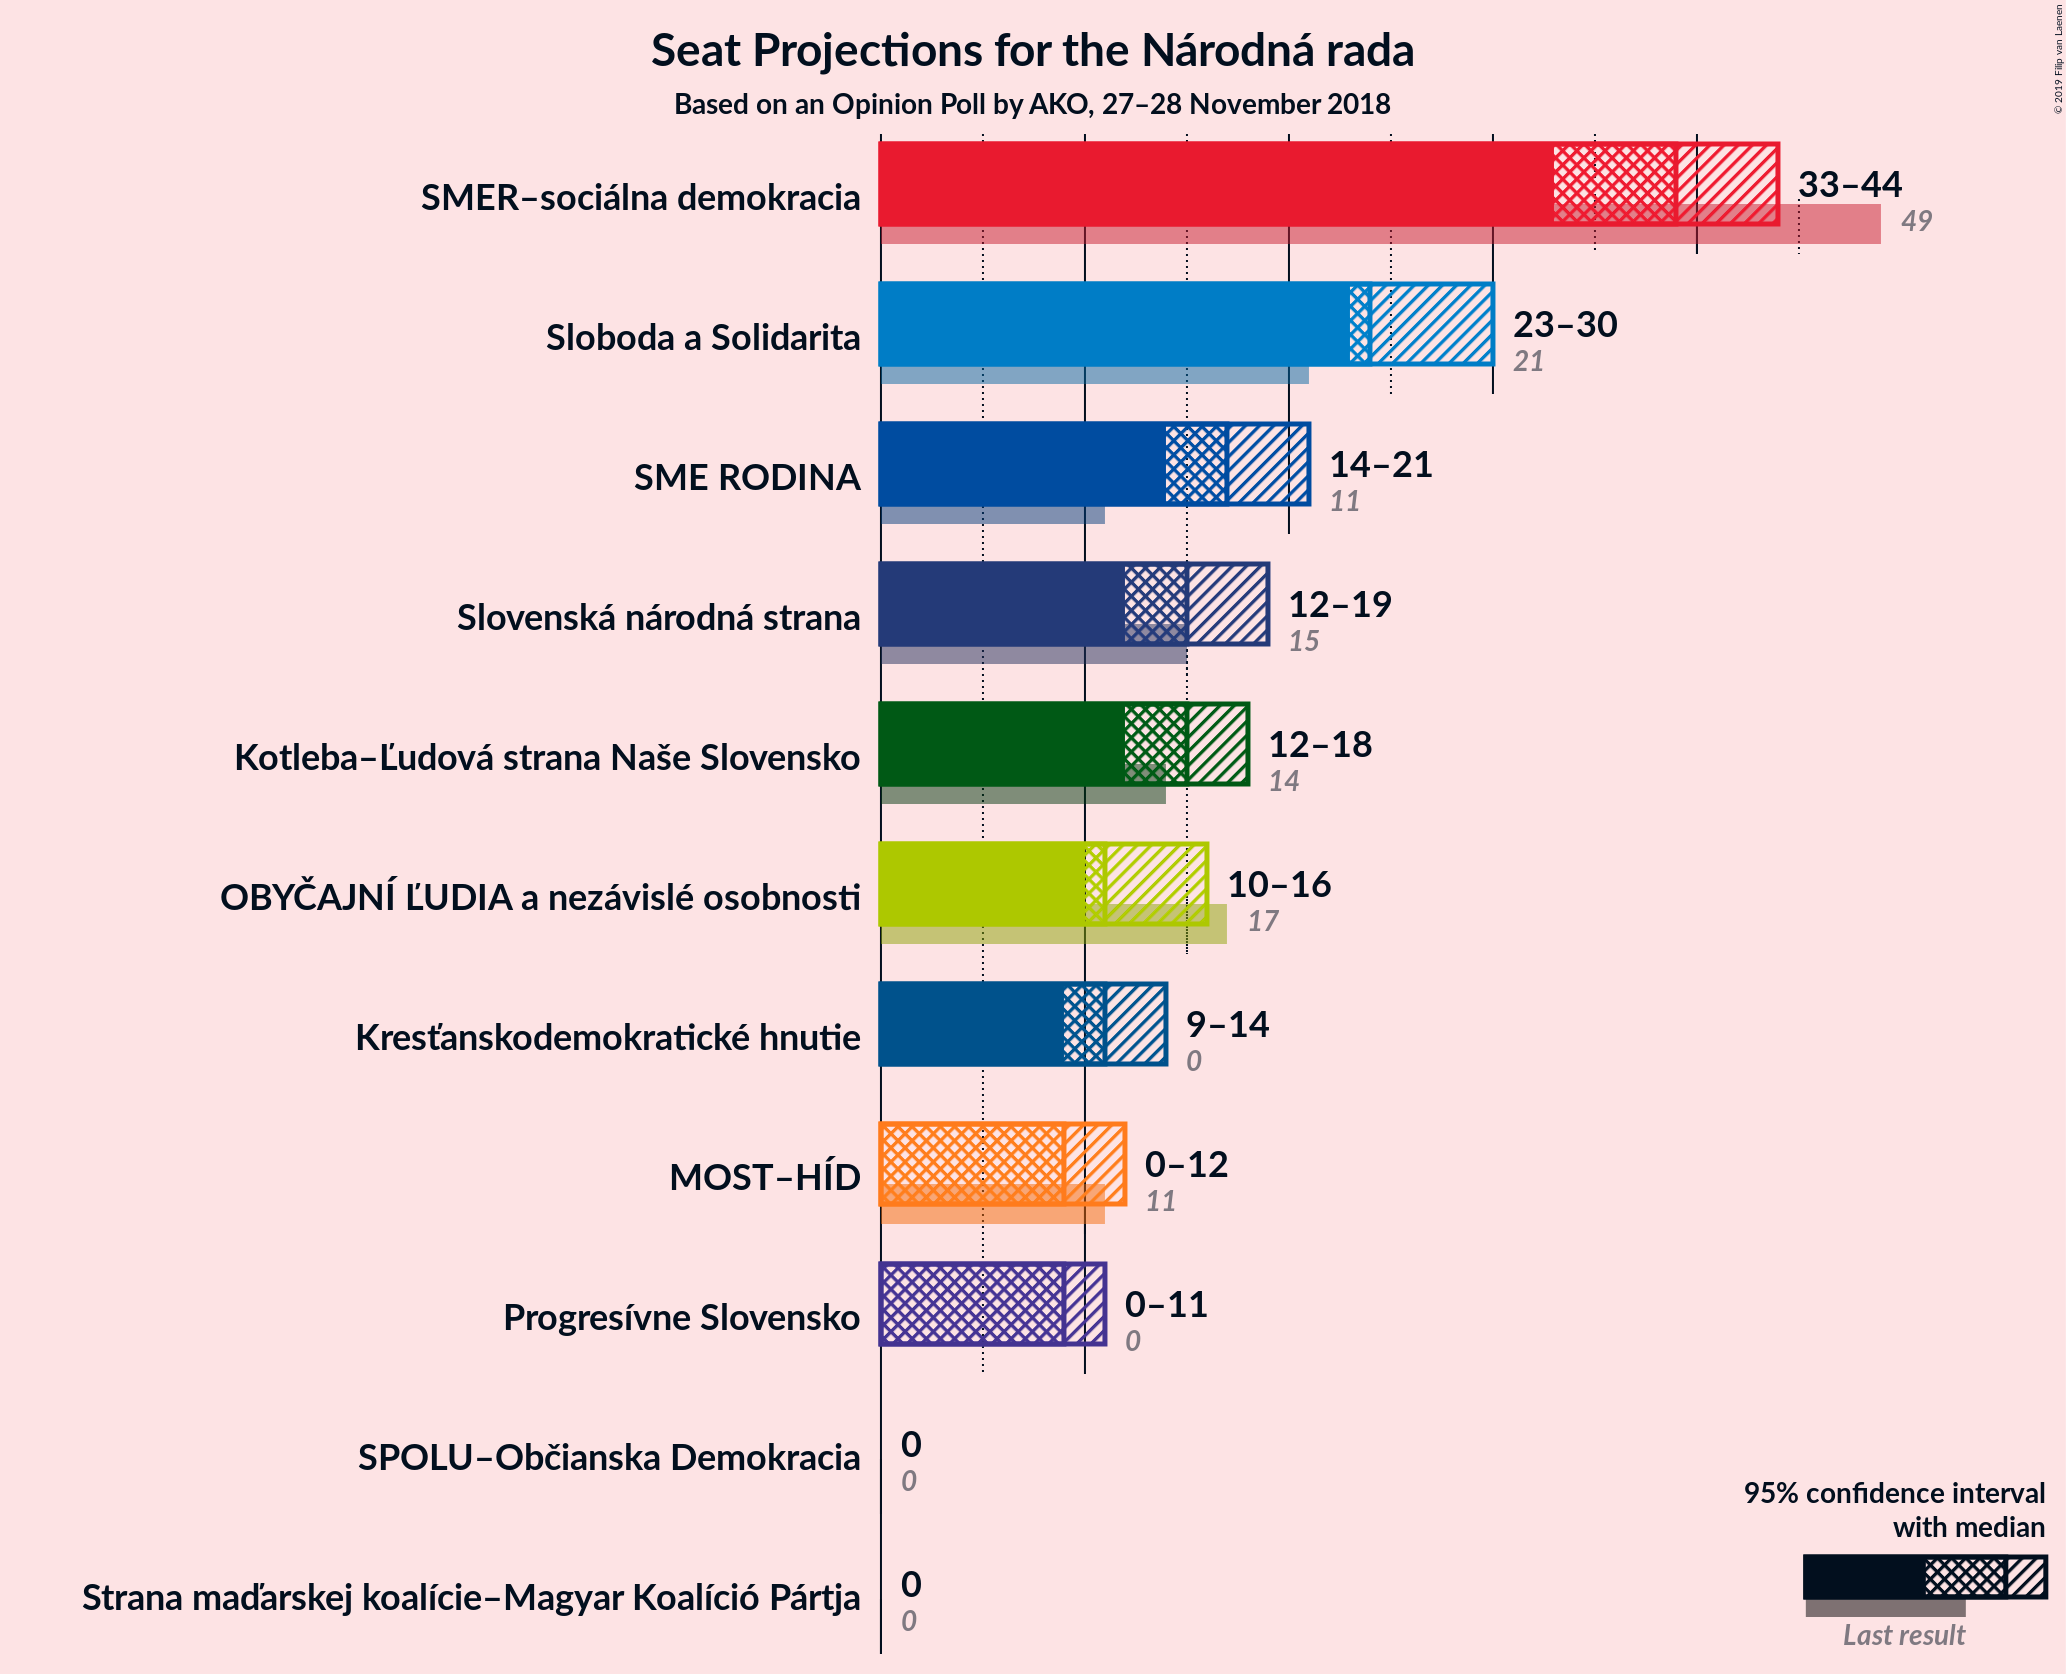 Seat Projections for the Národná rada
Based on an Opinion Poll by AKO, 27–28 November 2018
© 2019 Filip van Laenen
SMER–sociálna demokracia
33–44
49
Sloboda a Solidarita
23–30
21
SME RODINA
14–21
11
Slovenská národná strana
12–19
15
Kotleba–Ľudová strana Naše Slovensko
12–18
14
OBYČAJNÍ ĽUDIA a nezávislé osobnosti
10–16
17
Kresťanskodemokratické hnutie
9–14
0
MOST–HÍD
0–12
11
Progresívne Slovensko
0–11
0
SPOLU–Občianska Demokracia
0
0
Strana maďarskej koalície–Magyar Koalíció Pártja
0
0
95% confidence interval
with median
Last result